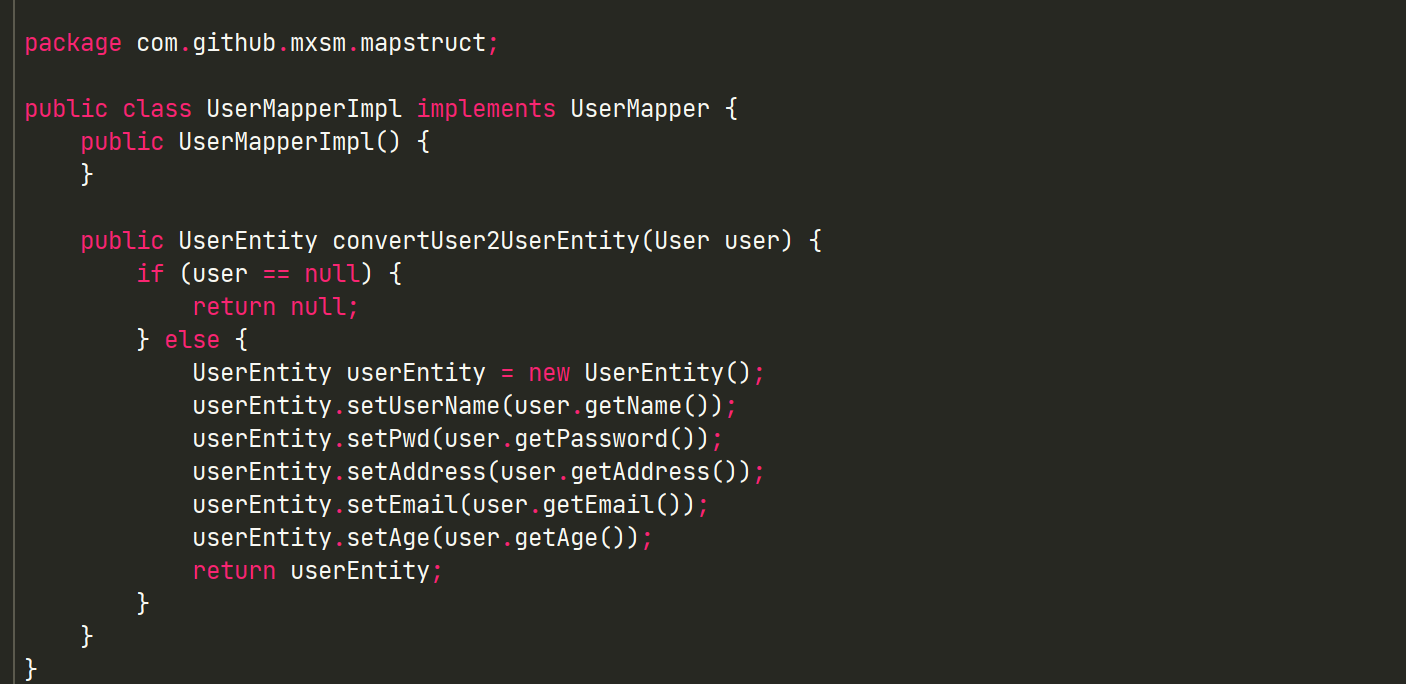 package com.github.mxsm.mapstruct;
public class UserMapperImpl implements UserMapper {
    public UserMapperImpl() {
    }
    public UserEntity convertUser2UserEntity(User user) {
        if (user == null) {
            return null;
        } else {
            UserEntity userEntity = new UserEntity();
            userEntity.setUserName(user.getName());
            userEntity.setPwd(user.getPassword());
            userEntity.setAddress(user.getAddress());
            userEntity.setEmail(user.getEmail());
            userEntity.setAge(user.getAge());
            return userEntity;
        }
    }
}